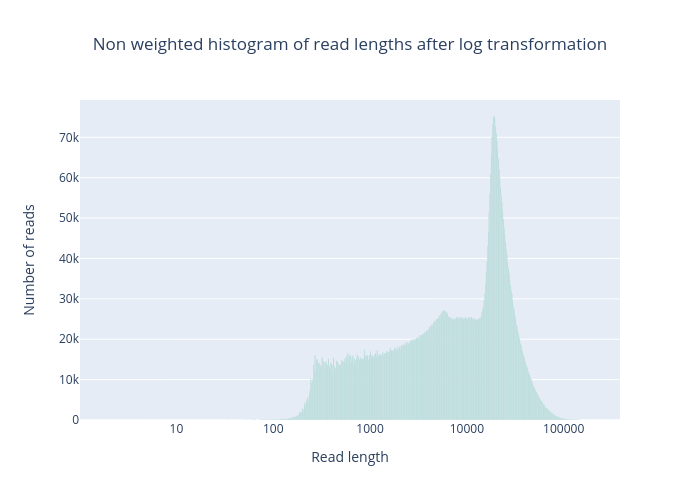 Non weighted histogram of read lengths after log transformation
Number of reads
70k
60k
50k
40k
30k
20k
10k
0
10 100 1000 10000 100000
Read length